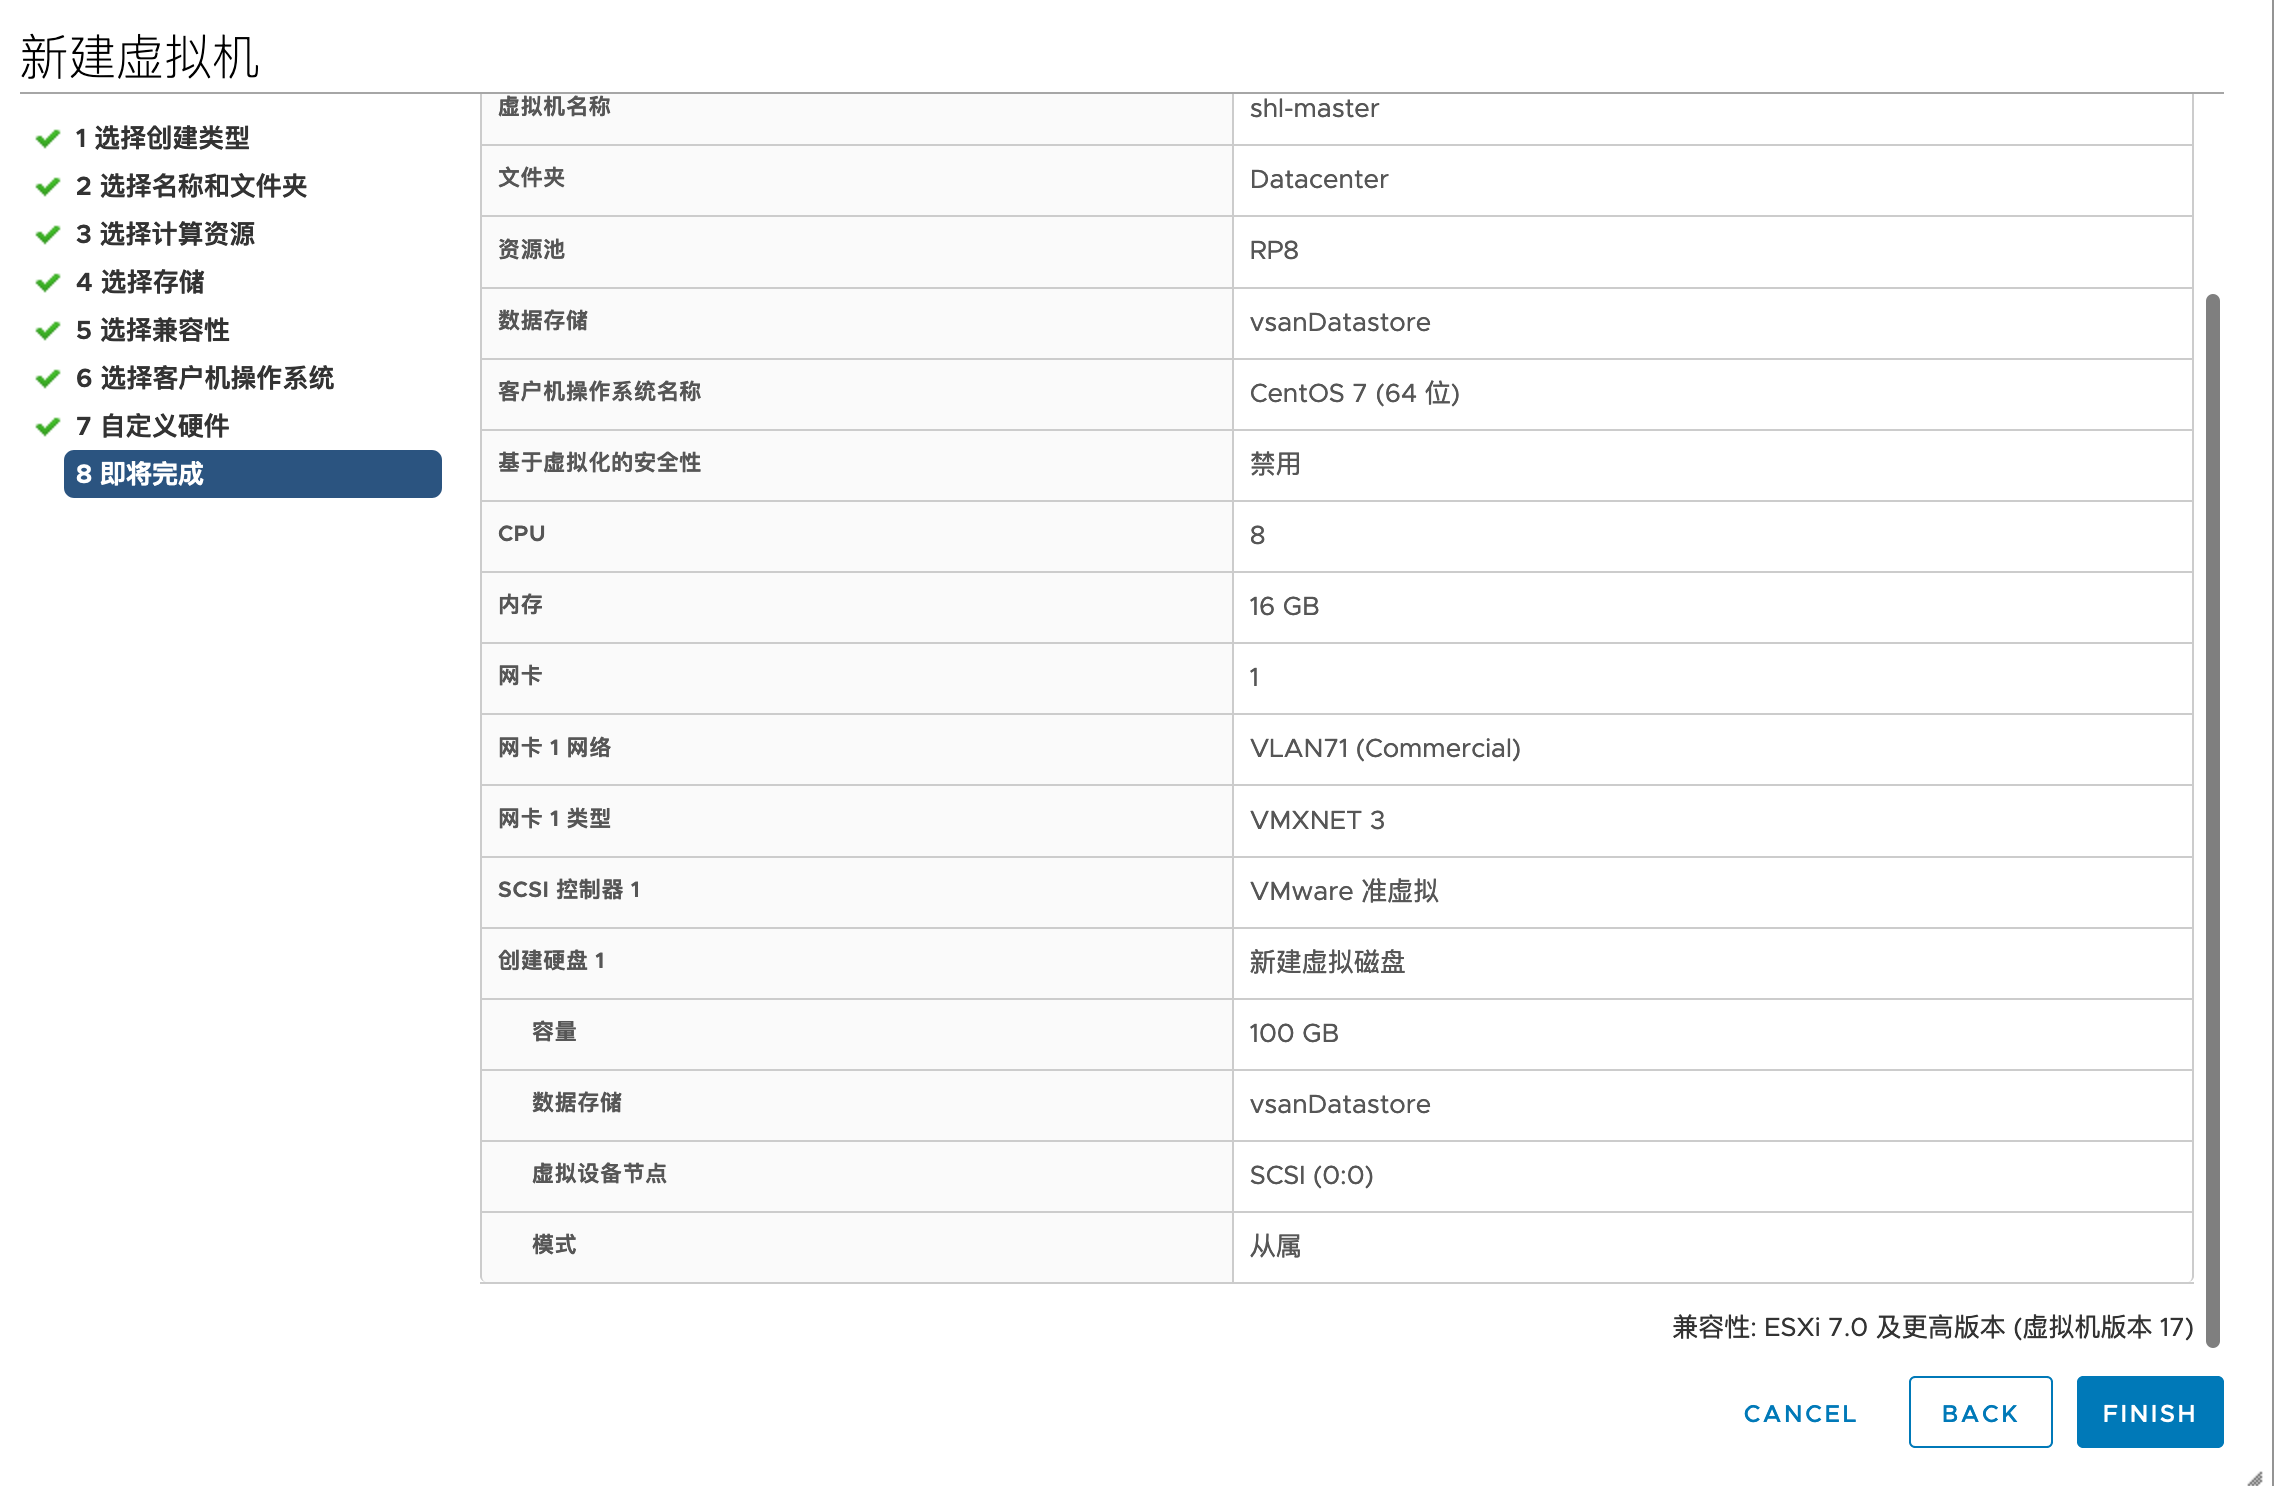 新建虚拟机
1 选择创建类型
2 选择名称和文件夹
3 选择计算资源
4 选择存储
5 选择兼容性
6 选择客户机操作系统
7 自定义硬件
8 即将完成
虚拟机名称 shl-master
文件夹 Datacenter
资源池 RP8
数据存储 vsanDatastore
客户机操作系统名称 CentOS 7 (64 位)
基于虚拟化的安全性 禁用
CPU 8
内存 16 GB
网卡 1
网卡 1 网络 VLAN71 (Commercial)
网卡 1 类型 VMXNET 3
SCSI 控制器 1 VMware 准虚拟
创建硬盘 1 新建虚拟磁盘
容量 100 GB
数据存储 vsanDatastore
虚拟设备节点 SCSI (0:0)
模式 从属
兼容性: ESXi 7.0 及更高版本 (虚拟机版本 17)
CANCEL BACK FINISH